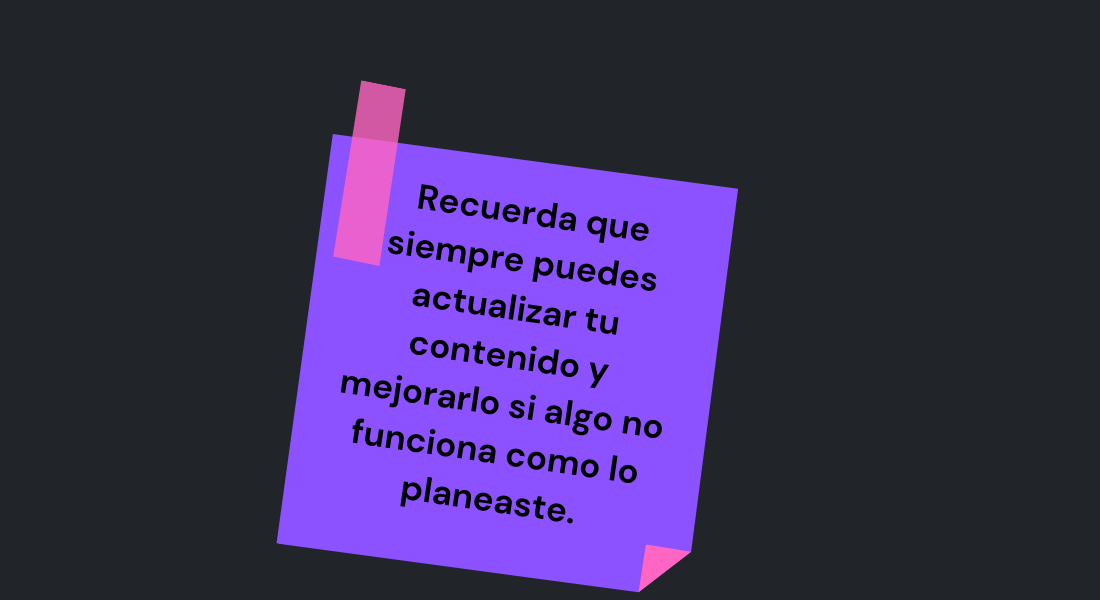 Recuerda que
siempre puedes
actualizar tu
contenido y
mejorarlo si algo no
funciona como lo
planeaste.